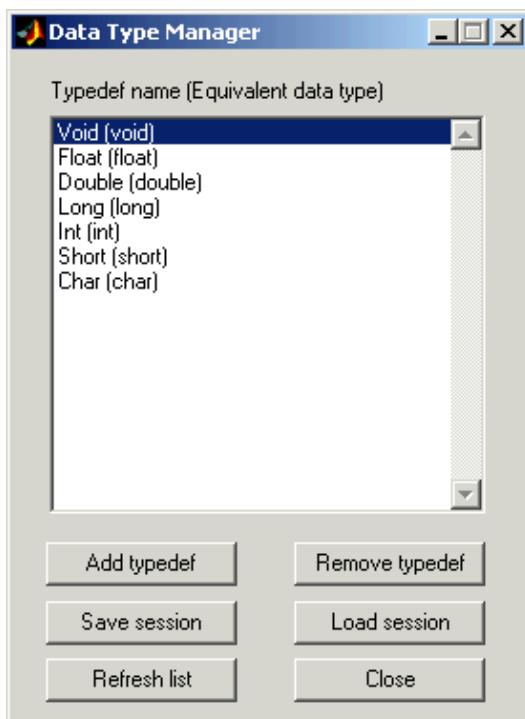 Data Type Manager
Typedef name (Equivalent data type)
Void (void)
Float (float)
Double (double)
Long (long)
Int (int)
Short (short)
Char (char)
Add typedef
Remove typedef
Save session
Load session
Refresh list
Close